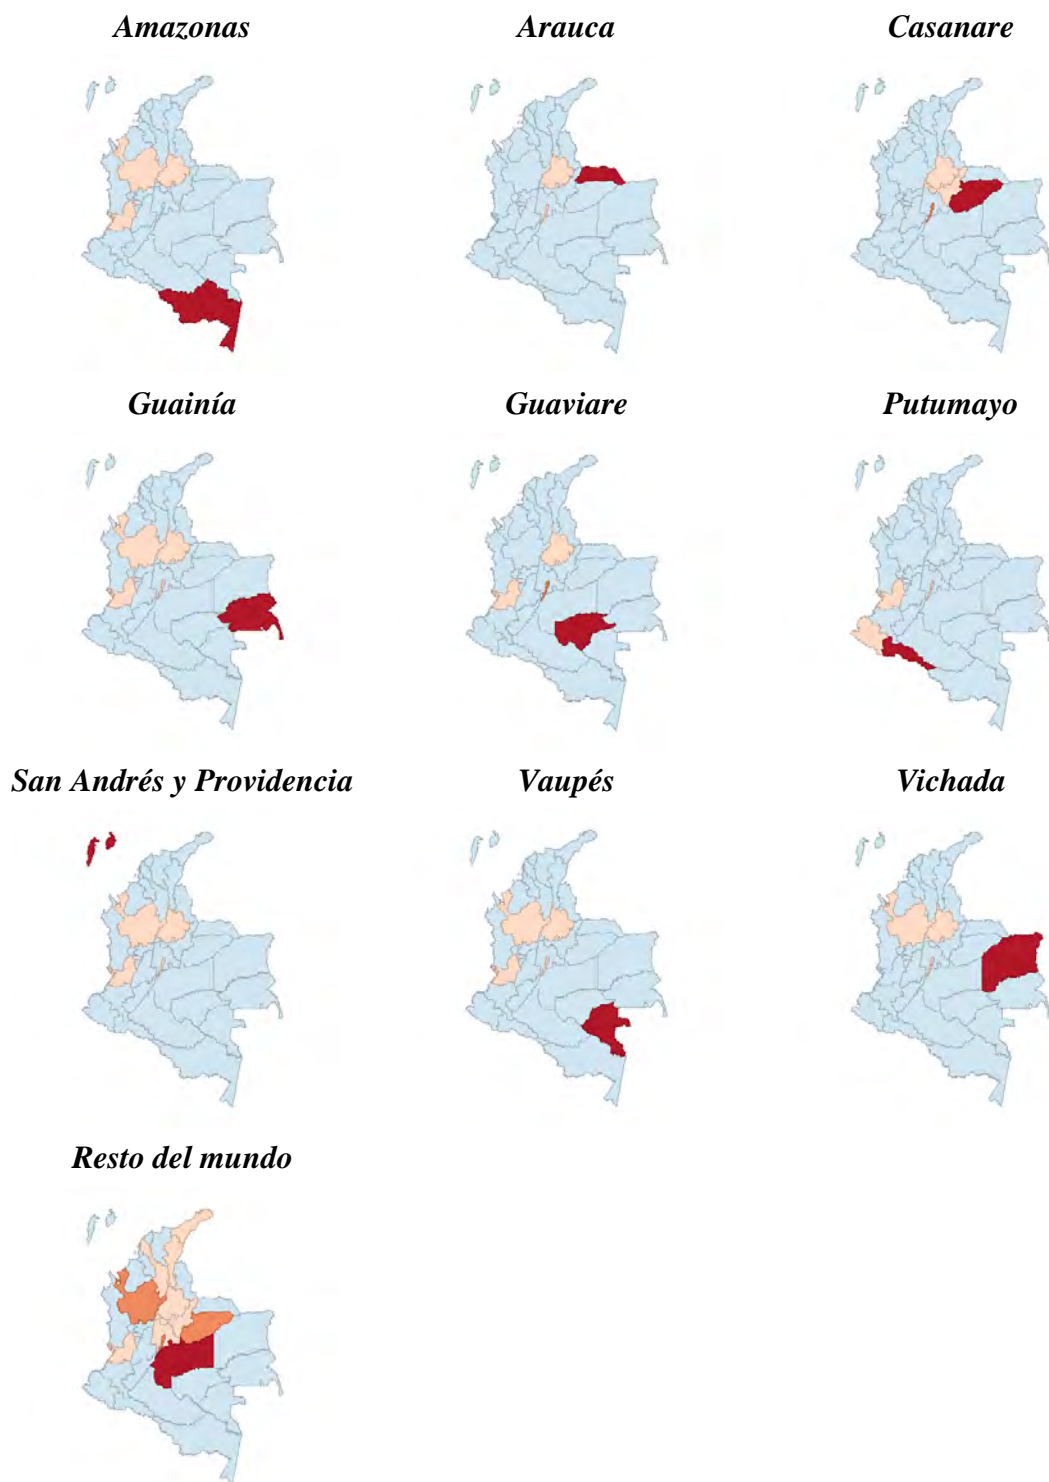 Amazonas
Arauca
Casanare
Guainía
Guaviare
Putumayo
San Andrés y Providencia
Vaupés
Vichada
Resto del mundo